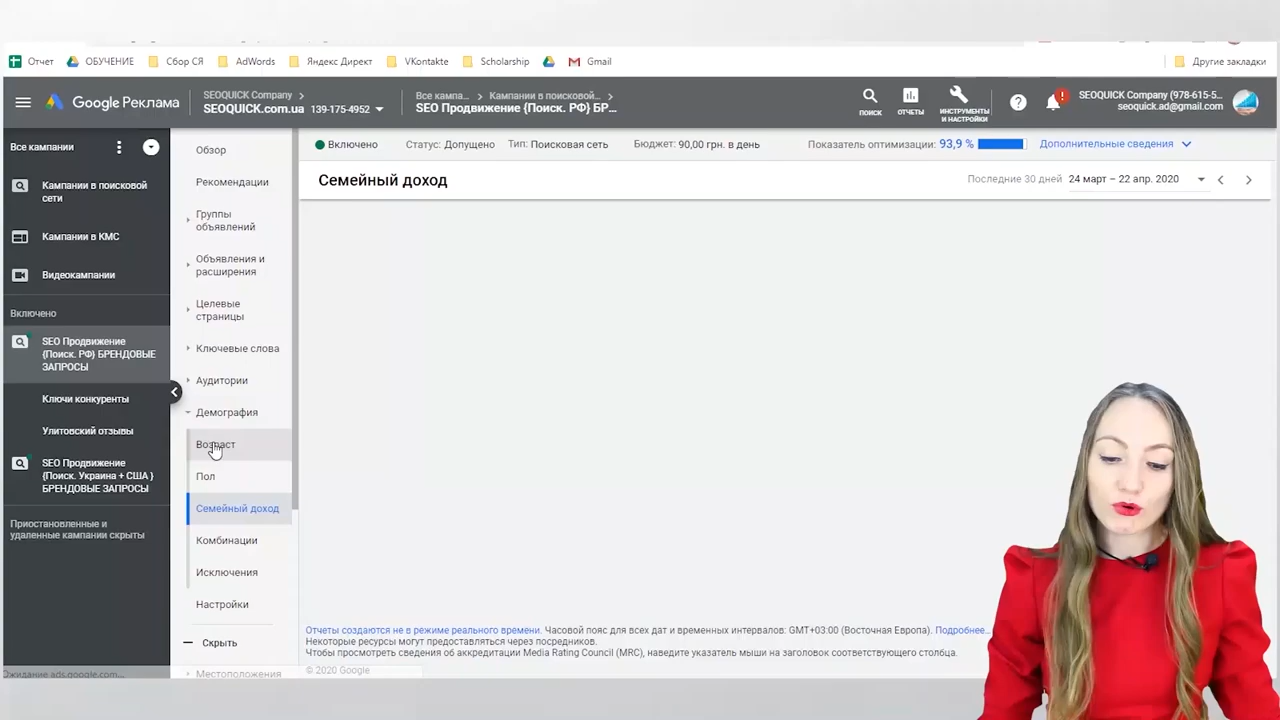 Отчет
ОБУЧЕНИЕ
Сбор СЯ
AdWords
Яндекс Директ
VKontakte
Scholarship
Gmail
Другие закладки
Google Реклама
SEOQUICK Company
SEOQUICK.com.ua 139-175-4952
Все кампа...
Кампании в поисковой...
SEO Продвижение {Поиск. РФ} БР...
ПОИСК
ОТЧЕТЫ
ИНСТРУМЕНТЫ
И НАСТРОЙКИ
SEOQUICK Company (978-615-5...
seoquick.ad@gmail.com
Все кампании
Кампании в поисковой
сети
Кампании в КМС
Видеокампании
Включено
SEO Продвижение
{Поиск. РФ} БРЕНДОВЫЕ
ЗАПРОСЫ
Ключи конкуренты
Улитовский отзывы
SEO Продвижение
{Поиск. Украина + США }
БРЕНДОВЫЕ ЗАПРОСЫ
Приостановленные и
удаленные кампании скрыты
Ожидание ads.google.com...
Обзор
Рекомендации
Группы
объявлений
Объявления и
расширения
Целевые
страницы
Ключевые слова
Аудитории
Демография
Возраст
Пол
Семейный доход
Комбинации
Исключения
Настройки
Скрыть
Местоположения
Включено
Статус: Допущено
Тип: Поисковая сеть
Бюджет: 90,00 грн. в день
Показатель оптимизации: 93,9 %
Дополнительные сведения
Семейный доход
Последние 30 дней
24 март – 22 апр. 2020
Отчеты создаются не в режиме реального времени. Часовой пояс для всех дат и временных интервалов: GMT+03:00 (Восточная Европа). Подробнее...
Некоторые ресурсы могут предоставляться через посредников.
Чтобы просмотреть сведения об аккредитации Media Rating Council (MRC), наведите указатель мыши на заголовок соответствующего столбца.
© 2020 Google